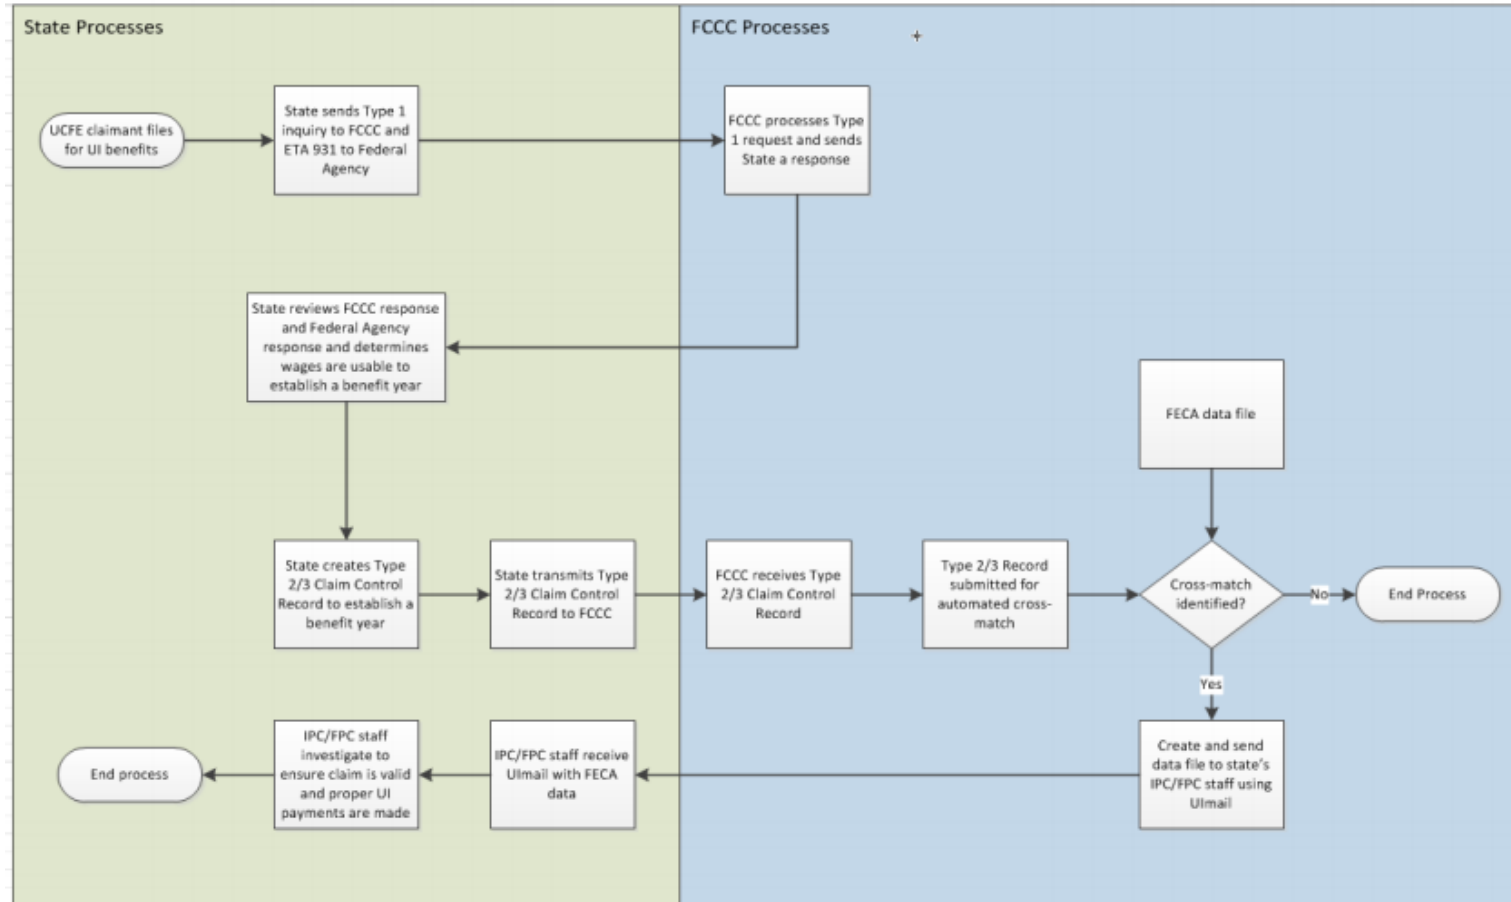 State Processes
FCCC Processes
UCFE claimant files
for UI benefits
State sends Type 1
inquiry to FCCC and
ETA 931 to Federal
Agency
FCCC processes Type
1 request and sends
State a response
State reviews FCCC response
and Federal Agency
response and determines
wages are usable to
establish a benefit year
FECA data file
State creates Type
2/3 Claim Control
Record to establish a
benefit year
State transmits Type
2/3 Claim Control
Record to FCCC
FCCC receives Type
2/3 Claim Control
Record
Type 2/3 Record
submitted for
automated cross-
match
Cross-match
identified?
No
End Process
Yes
End process
IPC/FPC staff
investigate to
ensure claim is valid
and proper UI
payments are made
IPC/FPC staff receive
UImail with FECA
data
Create and send
data file to state's
IPC/FPC staff using
UImail